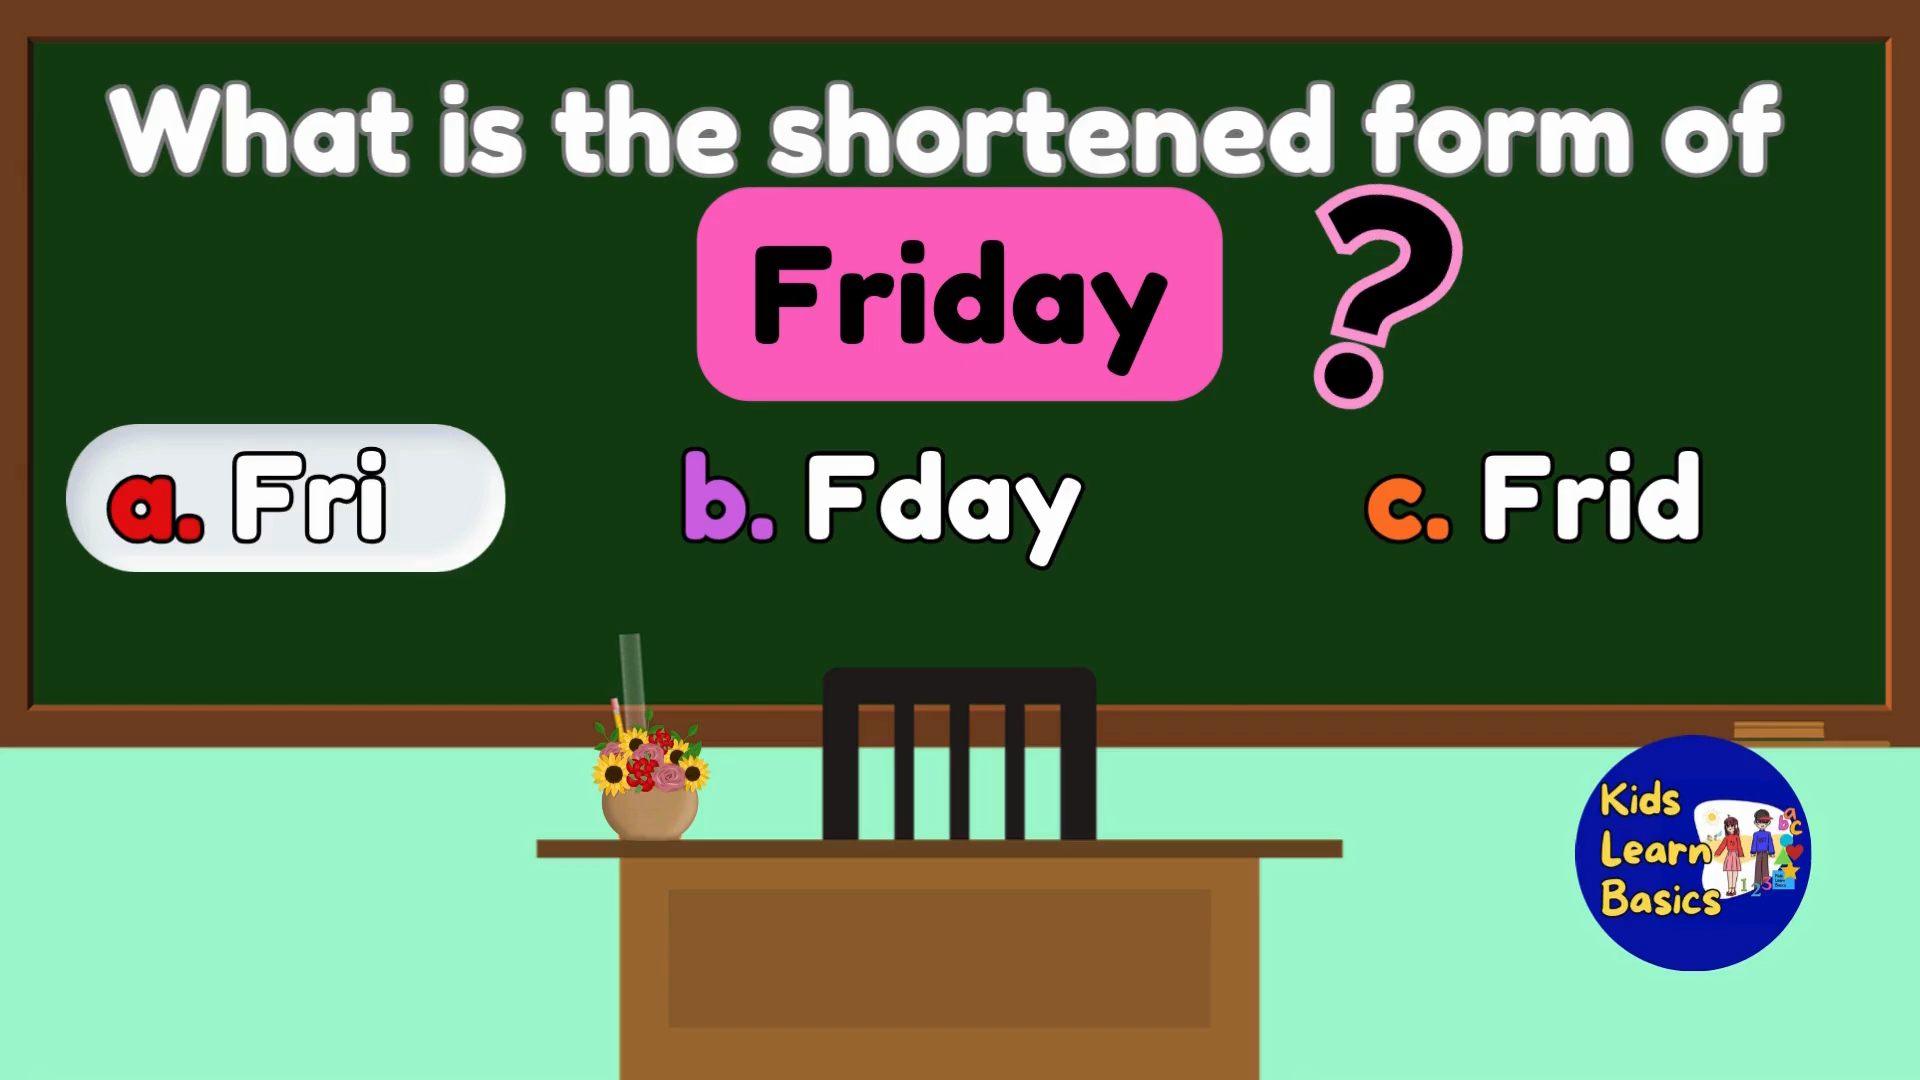 What is the shortened form of
Friday ?
a. Fri
b. Fday
c. Frid
Kids
Learn
Basics